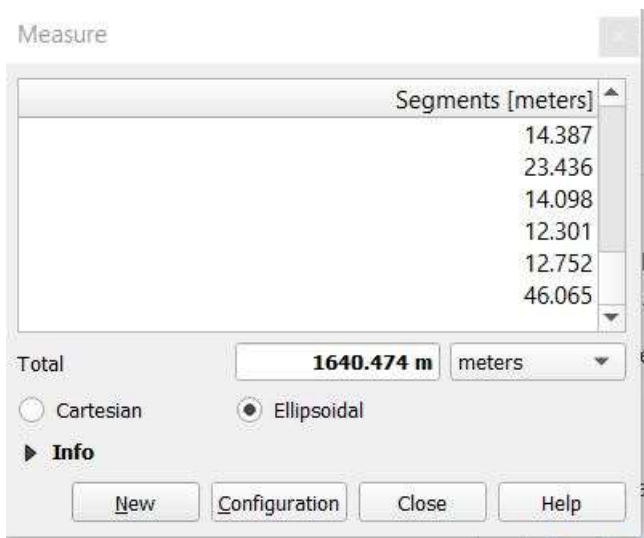 Measure
Segments [meters]
14.387
23.436
14.098
12.301
12.752
46.065
Total 1640.474 m meters
Cartesian Ellipsoidal
Info
New Configuration Close Help